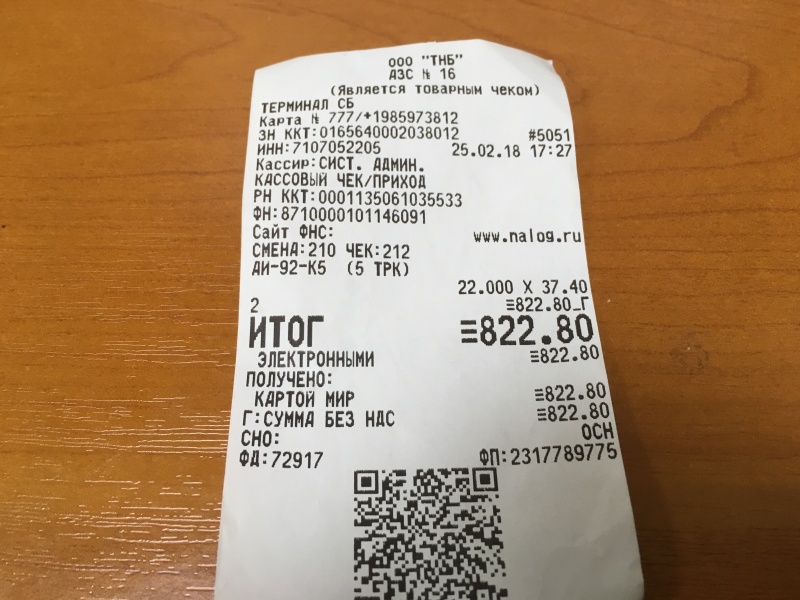 ООО "ТНБ"
АЗС № 16
(Является товарным чеком)
ТЕРМИНАЛ СБ
Карта № 777/+1985973812
ЗН ККТ:0165640002038012 #5051
ИНН:7107052205 25.02.18 17:27
Кассир:СИСТ. АДМИН.
КАССОВЫЙ ЧЕК/ПРИХОД
РН ККТ:0001135061035533
ФН:8710000101146091
Сайт ФНС: www.nalog.ru
СМЕНА:210 ЧЕК:212
АИ-92-К5 (5 ТРК)
22.000 X 37.40
2 ≡822.80_Г
ИТОГ ≡822.80
ЭЛЕКТРОННЫМИ ≡822.80
ПОЛУЧЕНО:
КАРТОЙ МИР ≡822.80
Г:СУММА БЕЗ НДС ≡822.80
СНО: ОСН
ФД:72917 ФП:2317789775